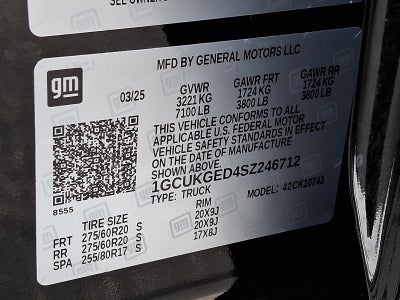 SEE OWNER
gm
MFD BY GENERAL MOTORS LLC
03/25
GVWR GAWR FRT GAWR RR
3221 KG 1724 KG 1724 KG
7100 LB 3800 LB 3800 LB
THIS VEHICLE CONFORMS TO ALL
APPLICABLE U.S. FEDERAL MOTOR
VEHICLE SAFETY STANDARDS IN EFFECT
ON THE DATE OF MANUFACTURE
SHOWN ABOVE.
1GCUKGED4SZ246712
TYPE: TRUCK MODEL: 42CK10743
8555
TIRE SIZE RIM
FRT 275/60R20 S 20X9J
RR 275/60R20 S 20X9J
SPA 255/80R17 S 17X8J